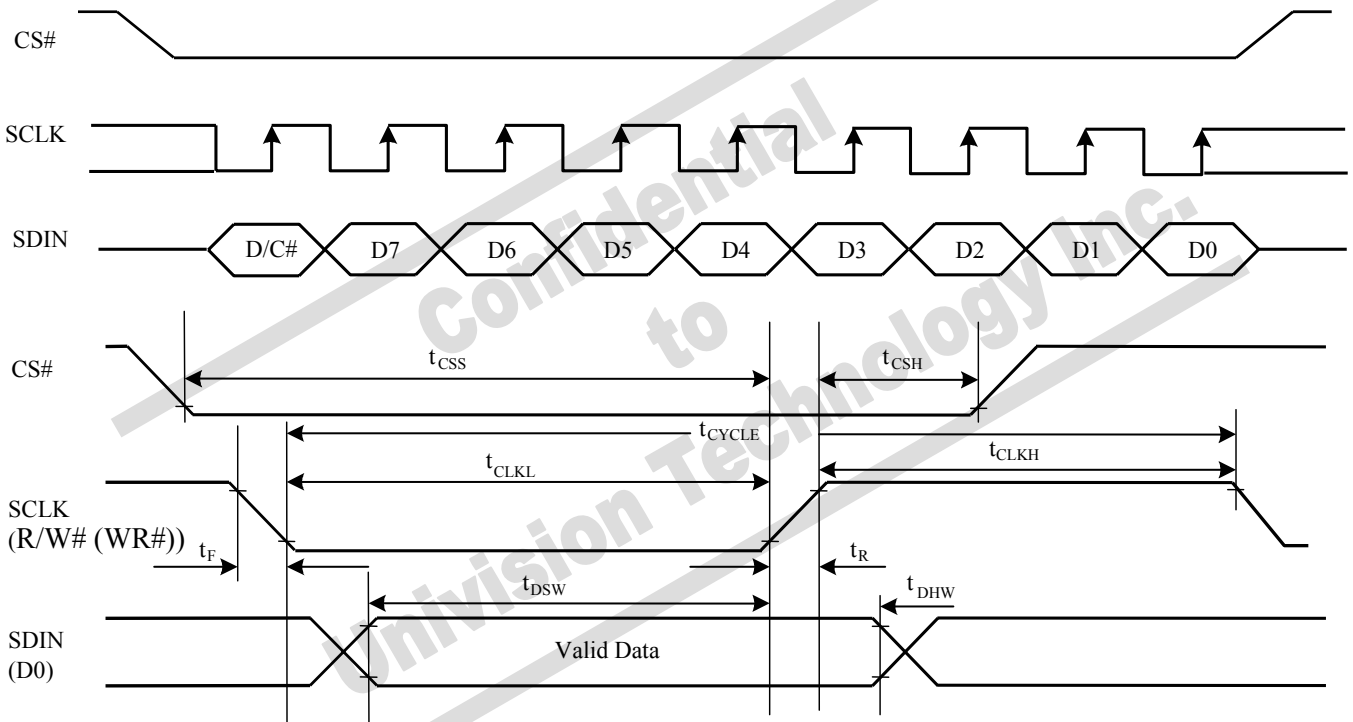 CS#
SCLK
SDIN D/C# D7 D6 D5 D4 D3 D2 D1 D0
CS# tCSS tCSH
tCYCLE
tCLKL tCLKH
SCLK
(R/W# (WR#))
tF tR
tDSW tDHW
SDIN
(D0)
Valid Data
Confidential
to
Univision Technology Inc.